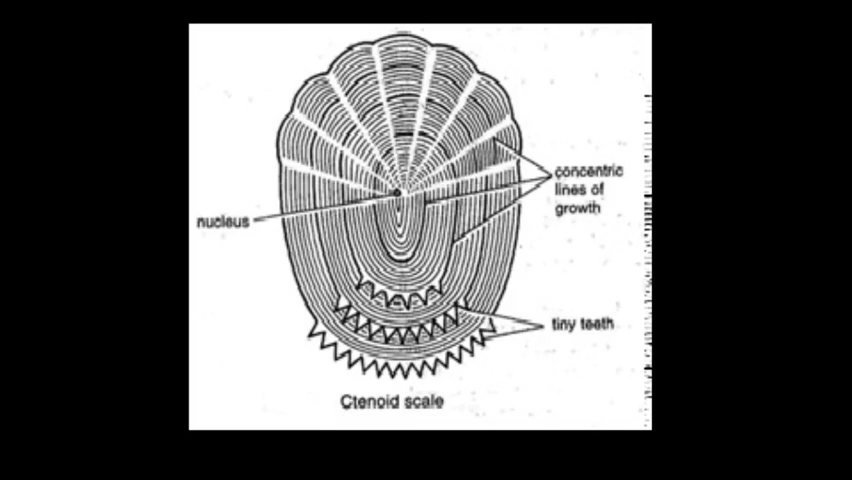 nucleus
concentric
lines of
growth
tiny teeth
Ctenoid scale